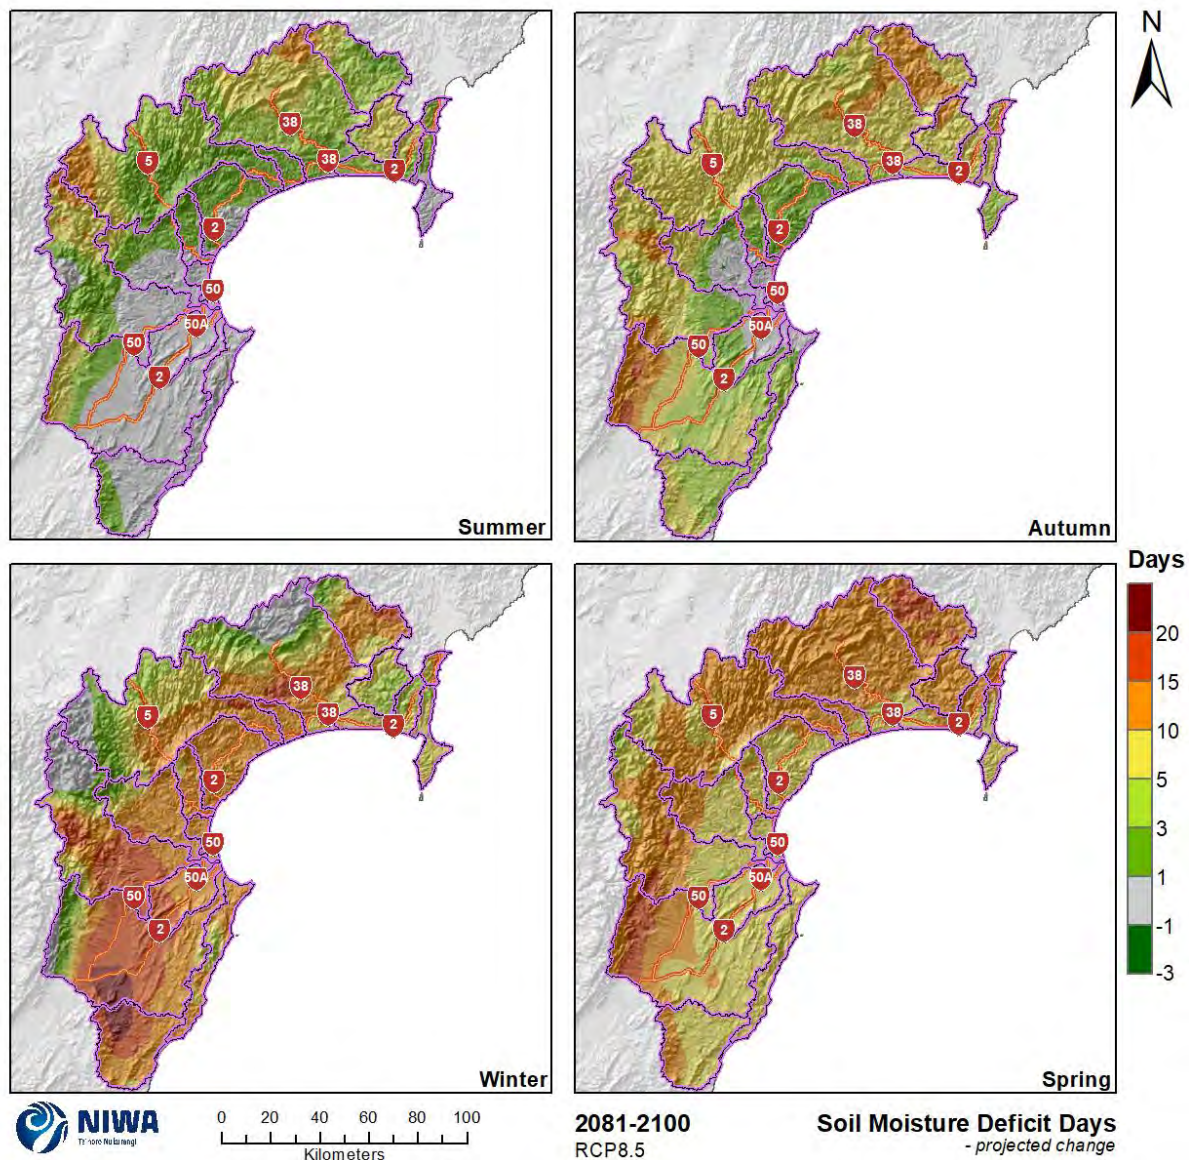 N
38
5
38
2
2
50
50A
50
2
Summer
38
5
38
2
2
50
50A
50
2
Autumn
Days
20
15
10
5
3
1
-1
-3
38
5
38
2
2
50
50A
50
2
Winter
38
5
38
2
2
50
50A
50
2
Spring
NIWA
Taihoro Nukurangi
0 20 40 60 80 100
Kilometers
2081-2100
RCP8.5
Soil Moisture Deficit Days
- projected change